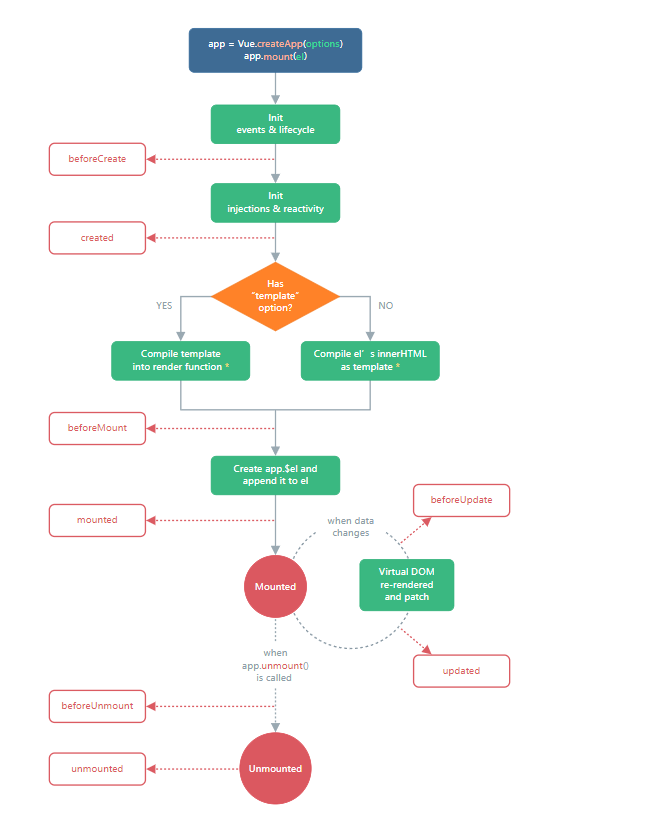 app = Vue.createApp(options)
app.mount(el)
Init
events & lifecycle
beforeCreate
Init
injections & reactivity
created
Has
"template"
option?
YES
NO
Compile template
into render function *
Compile el's innerHTML
as template *
beforeMount
Create app.$el and
append it to el
mounted
when data
changes
beforeUpdate
Mounted
Virtual DOM
re-rendered
and patch
updated
when
app.unmount()
is called
beforeUnmount
unmounted
Unmounted